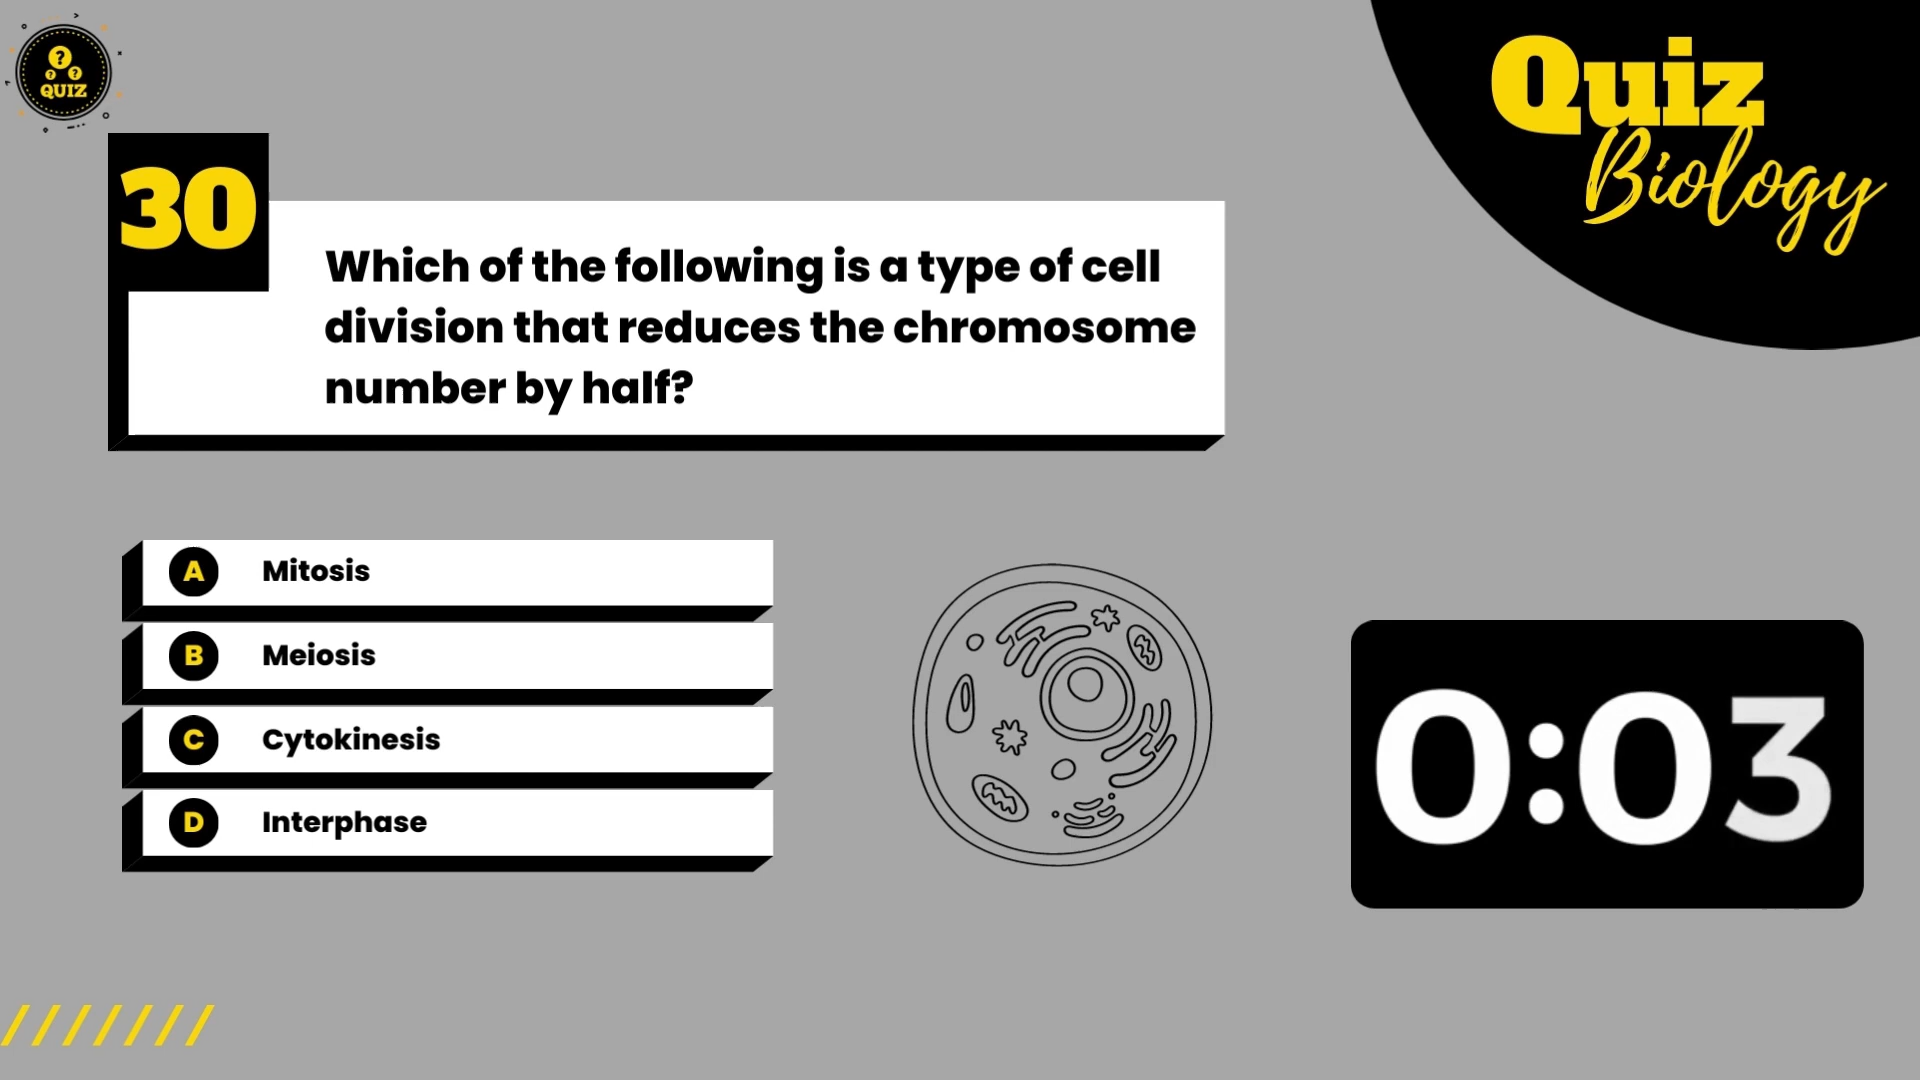 ? ? ?
QUIZ
Quiz
Biology
30
Which of the following is a type of cell
division that reduces the chromosome
number by half?
A Mitosis
B Meiosis
C Cytokinesis
D Interphase
0:03